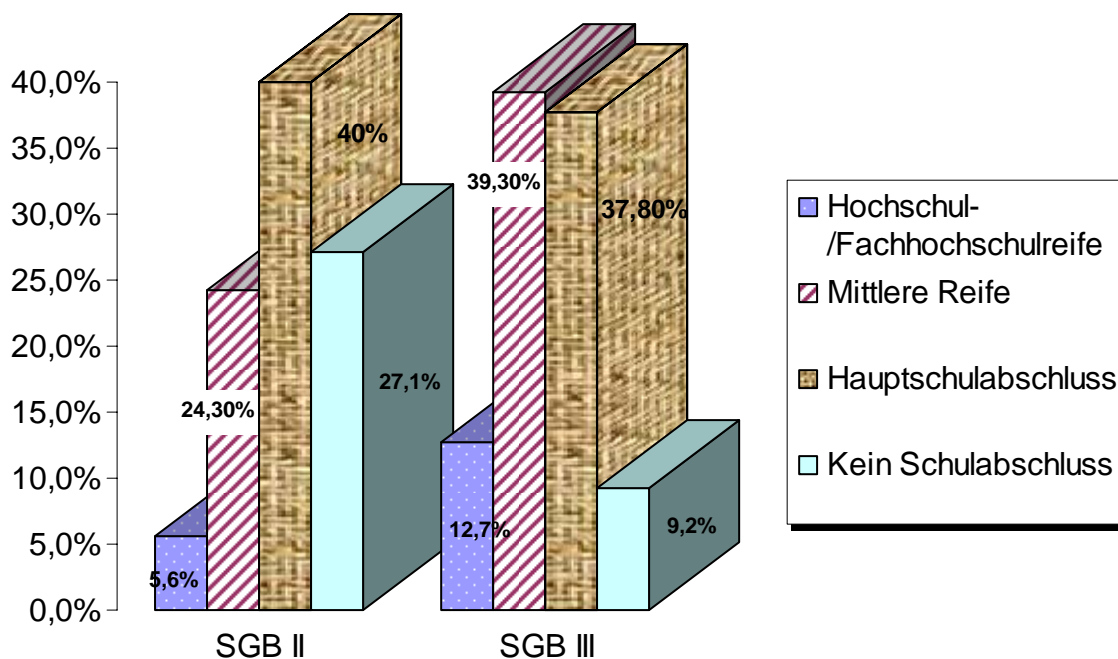 40,0%
35,0%
30,0%
25,0%
20,0%
15,0%
10,0%
5,0%
0,0%
5,6%
24,30%
40%
27,1%
12,7%
39,30%
37,80%
9,2%
SGB II
SGB III
Hochschul-
/Fachhochschulreife
Mittlere Reife
Hauptschulabschluss
Kein Schulabschluss